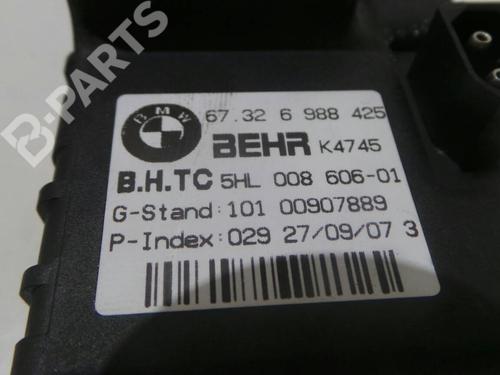 B-PARTS
BMW
67.32 6 988 425
BEHR K4745
B.H.TC 5HL 008 606-01
G-Stand:101 00907889
P-Index:029 27/09/07 3